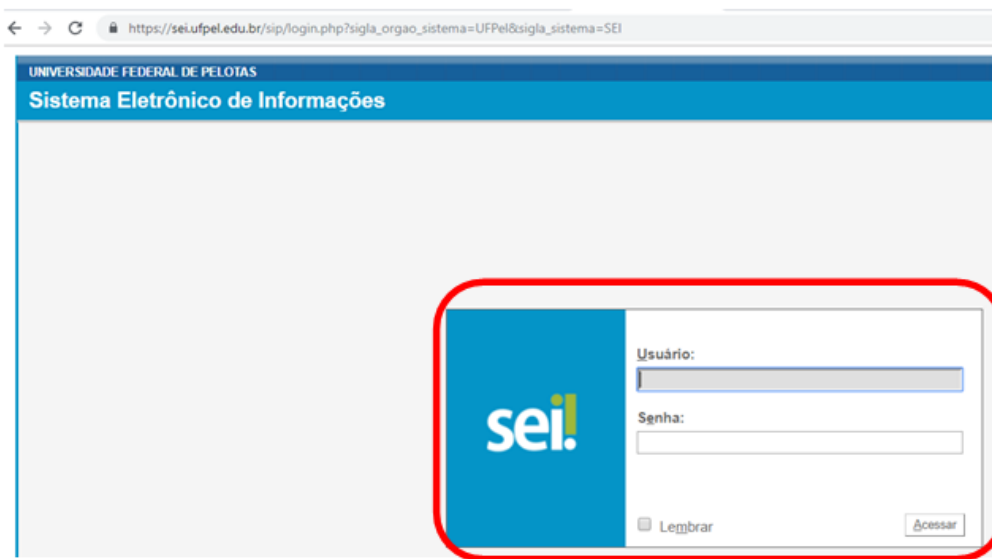 https://sei.ufpel.edu.br/sip/login.php?sigla_orgao_sistema=UFPel&sigla_sistema=SEI
UNIVERSIDADE FEDERAL DE PELOTAS
Sistema Eletrônico de Informações
Usuário:
sei!
Senha:
Lembrar
Acessar